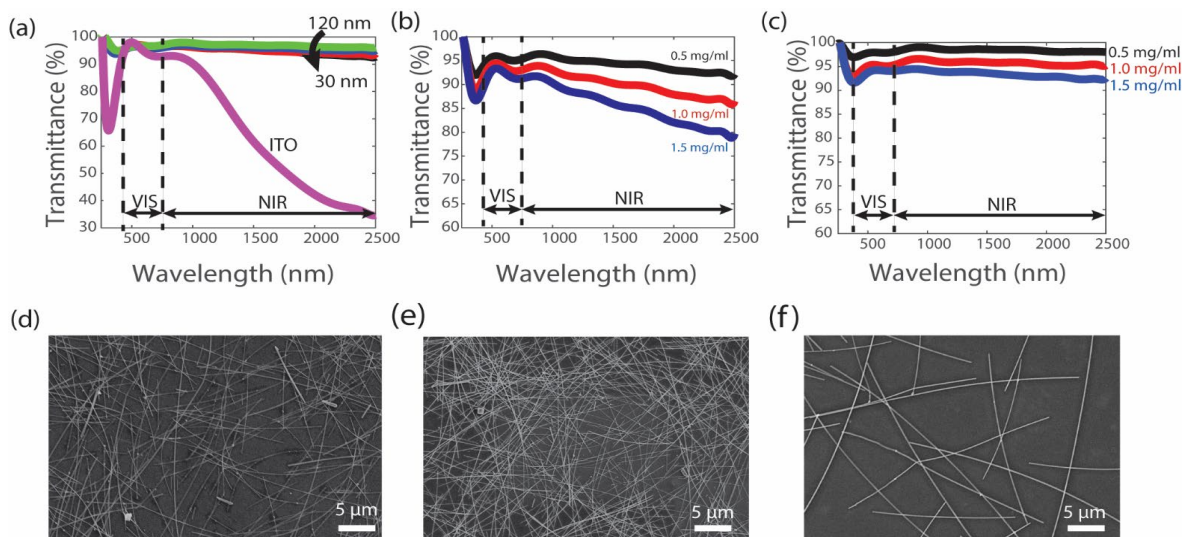 (a)
Transmittance (%)
100
90
80
70
60
50
40
30
120 nm
30 nm
ITO
VIS
NIR
500
1000
1500
2000
2500
Wavelength (nm)
(b)
Transmittance (%)
100
95
90
85
80
75
70
65
60
0.5 mg/ml
1.0 mg/ml
1.5 mg/ml
VIS
NIR
500
1000
1500
2000
2500
Wavelength (nm)
(c)
Transmittance (%)
100
95
90
85
80
75
70
65
60
0.5 mg/ml
1.0 mg/ml
1.5 mg/ml
VIS
NIR
500
1000
1500
2000
2500
Wavelength (nm)
(d)
5 μm
(e)
5 μm
(f)
5 μm